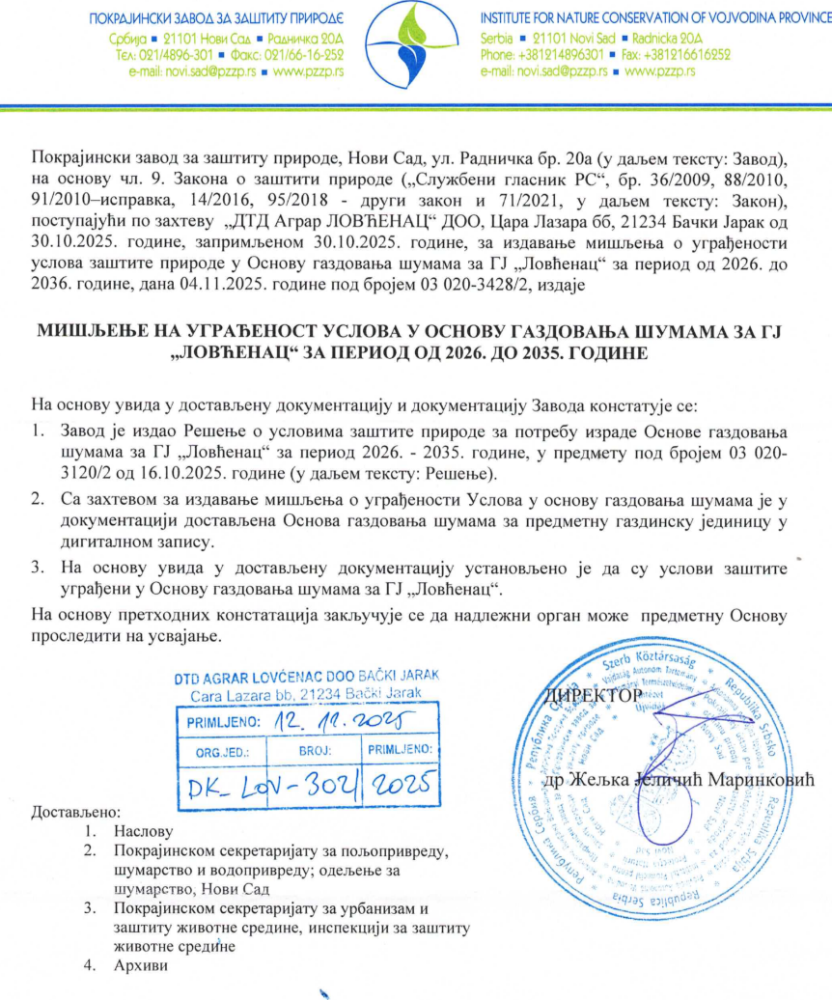 ПОКРАЈИНСКИ ЗАВОД ЗА ЗАШТИТУ ПРИРОДЕ
Србија ■ 21101 Нови Сад ■ Радничка 20А
Тел: 021/4896-301 ■ Факс: 021/66-16-252
e-mail: novi.sad@pzzp.rs ■ www.pzzp.rs
INSTITUTE FOR NATURE CONSERVATION OF VOJVODINA PROVINCE
Serbia ■ 21101 Novi Sad ■ Radnicka 20A
Phone: +381214896301 ■ Fax: +381216616252
e-mail: novi.sad@pzzp.rs ■ www.pzzp.rs
Покрајински завод за заштиту природе, Нови Сад, ул. Радничка бр. 20а (у даљем тексту: Завод),
на основу чл. 9. Закона о заштити природе („Службени гласник РС“, бр. 36/2009, 88/2010,
91/2010–исправка, 14/2016, 95/2018 - други закон и 71/2021, у даљем тексту: Закон),
поступајући по захтеву „ДТД Аграр ЛОВЋЕНАЦ“ ДОО, Цара Лазара бб, 21234 Бачки Јарак од
30.10.2025. године, запримљеном 30.10.2025. године, за издавање мишљења о уграђености
услова заштите природе у Основу газдовања шумама за ГЈ „Ловћенац“ за период од 2026. до
2036. године, дана 04.11.2025. године под бројем 03 020-3428/2, издаје
МИШЉЕЊЕ НА УГРАЂЕНОСТ УСЛОВА У ОСНОВУ ГАЗДОВАЊА ШУМАМА ЗА ГЈ
„ЛОВЋЕНАЦ“ ЗА ПЕРИОД ОД 2026. ДО 2035. ГОДИНЕ
На основу увида у достављену документацију и документацију Завода констатује се:
1. Завод је издао Решење о условима заштите природе за потребу израде Основе газдовања
шумама за ГЈ „Ловћенац“ за период 2026. - 2035. године, у предмету под бројем 03 020-
3120/2 од 16.10.2025. године (у даљем тексту: Решење).
2. Са захтевом за издавање мишљења о уграђености Услова у основу газдовања шумама је у
документацији достављена Основа газдовања шумама за предметну газдинску јединицу у
дигиталном запису.
3. На основу увида у достављену документацију установљено је да су услови заштите
уграђени у Основу газдовања шумама за ГЈ „Ловћенац“.
На основу претходних констатација закључује се да надлежни орган може предметну Основу
проследити на усвајање.
DTD AGRAR LOVĆENAC DOO BAČKI JARAK
Cara Lazara bb, 21234 Bački Jarak
PRIMLJENO: 12. 11. 2025
ORG.JED.: BROJ: PRIMLJENO:
DK_ LOV-302/ 2025
ДИРЕКТОР
др Жељка Јеличић Маринковић
Szerb Köztársaság
Republika Srbsko
Republika Srbija
Republica Serbia
Република Србија
Достављено:
1. Наслову
2. Покрајинском секретаријату за пољопривреду,
шумарство и водопривреду; одељење за
шумарство, Нови Сад
3. Покрајинском секретаријату за урбанизам и
заштиту животне средине, инспекцији за заштиту
животне средине
4. Архиви